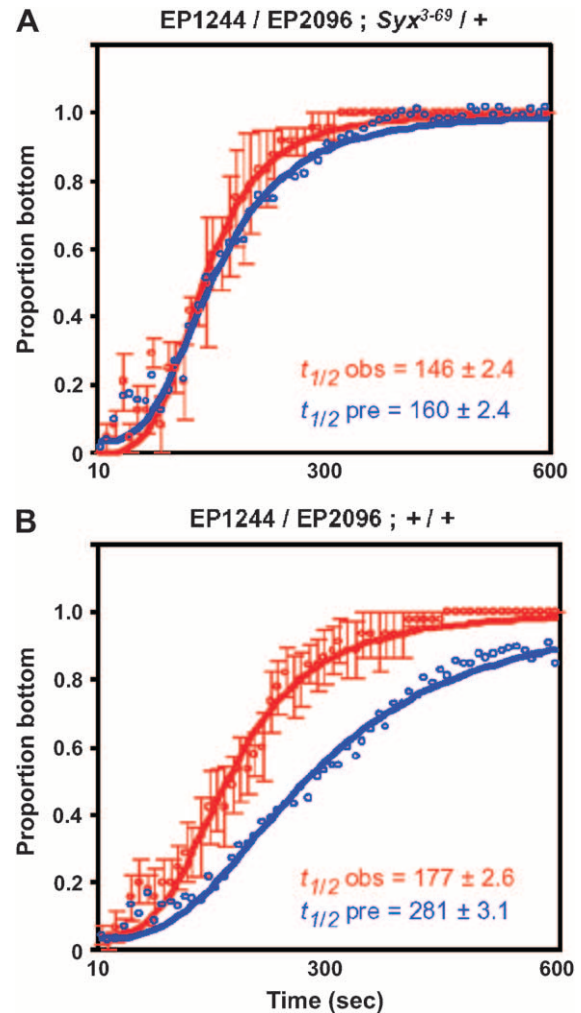 A
EP1244 / EP2096 ; Syx3-69 / +
Proportion bottom
1.0
0.8
0.6
0.4
0.2
0
t1/2 obs = 146 ± 2.4
t1/2 pre = 160 ± 2.4
10 300 600
B
EP1244 / EP2096 ; + / +
Proportion bottom
1.0
0.8
0.6
0.4
0.2
0
t1/2 obs = 177 ± 2.6
t1/2 pre = 281 ± 3.1
10 300 600
Time (sec)